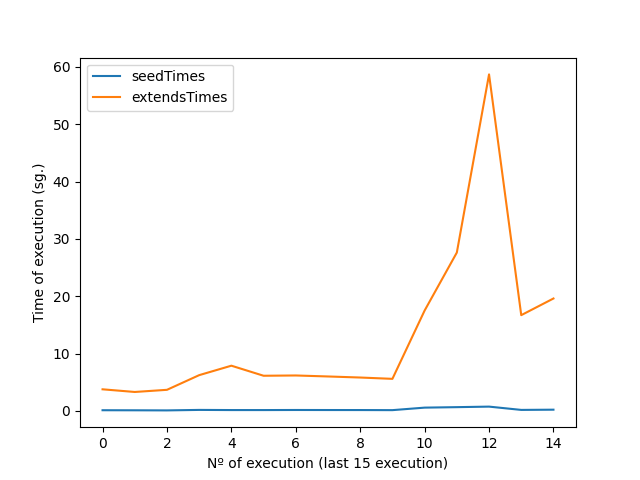 seedTimes
extendsTimes
60
50
40
30
20
10
0
Time of execution (sg.)
0 2 4 6 8 10 12 14
Nº of execution (last 15 execution)